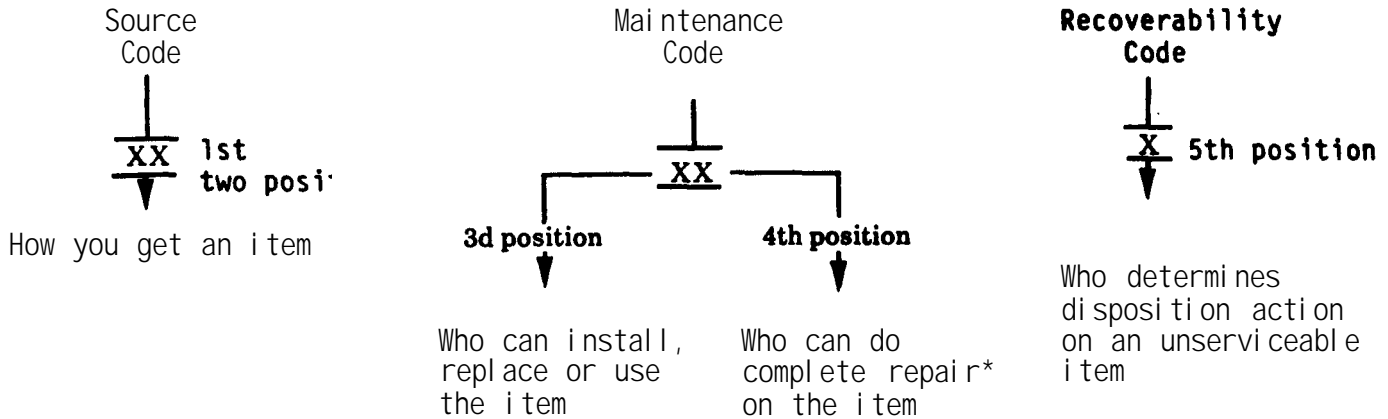 Source
Code
XX
1st
two
How you get an item
Maintenance
Code
XX
3d position
4th position
Who can install,
replace or use
the item
Who can do
complete repair*
on the item
Recoverability
Code
X
5th position
Who determines
disposition action
on an unserviceable
item